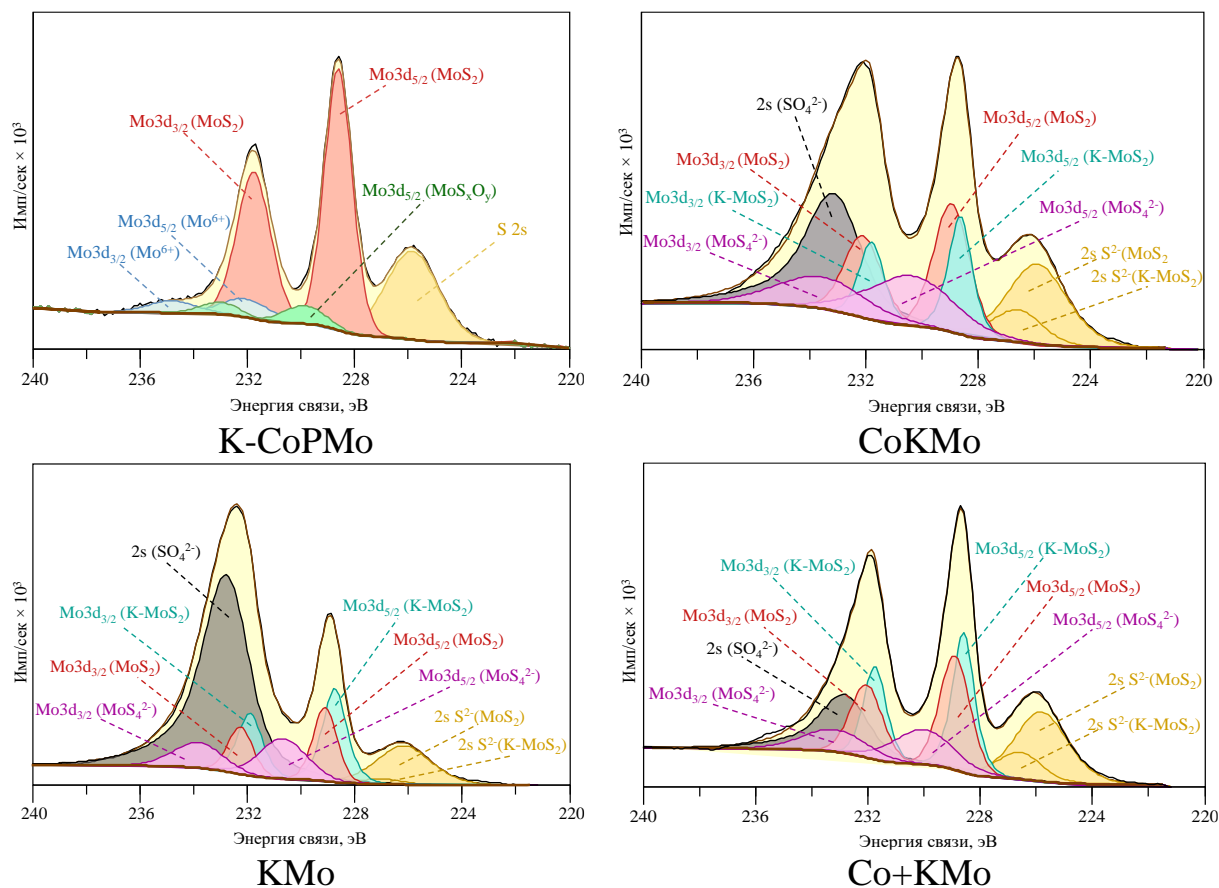 Имп/сек × 10³
Mo3d₅/₂ (MoS₂)
Mo3d₃/₂ (MoS₂)
Mo3d₅/₂ (MoSₓOᵧ)
Mo3d₅/₂ (Mo⁶⁺)
S 2s
Mo3d₃/₂ (Mo⁶⁺)
240 236 232 228 224 220
Энергия связи, эВ
K-CoPMo
Имп/сек × 10³
2s (SO₄²⁻)
Mo3d₅/₂ (MoS₂)
Mo3d₃/₂ (MoS₂)
Mo3d₅/₂ (K-MoS₂)
Mo3d₃/₂ (K-MoS₂)
Mo3d₅/₂ (MoS₄²⁻)
Mo3d₃/₂ (MoS₄²⁻)
2s S²⁻(MoS₂
2s S²⁻(K-MoS₂)
240 236 232 228 224 220
Энергия связи, эВ
CoKMo
Имп/сек × 10³
2s (SO₄²⁻)
Mo3d₃/₂ (K-MoS₂)
Mo3d₅/₂ (K-MoS₂)
Mo3d₅/₂ (MoS₂)
Mo3d₃/₂ (MoS₂)
Mo3d₅/₂ (MoS₄²⁻)
Mo3d₃/₂ (MoS₄²⁻)
2s S²⁻(MoS₂)
2s S²⁻(K-MoS₂)
240 236 232 228 224 220
Энергия связи, эВ
KMo
Имп/сек × 10³
Mo3d₅/₂ (K-MoS₂)
Mo3d₃/₂ (K-MoS₂)
Mo3d₅/₂ (MoS₂)
Mo3d₃/₂ (MoS₂)
Mo3d₅/₂ (MoS₄²⁻)
2s (SO₄²⁻)
Mo3d₃/₂ (MoS₄²⁻)
2s S²⁻(MoS₂)
2s S²⁻(K-MoS₂)
240 236 232 228 224 220
Энергия связи, эВ
Co+KMo